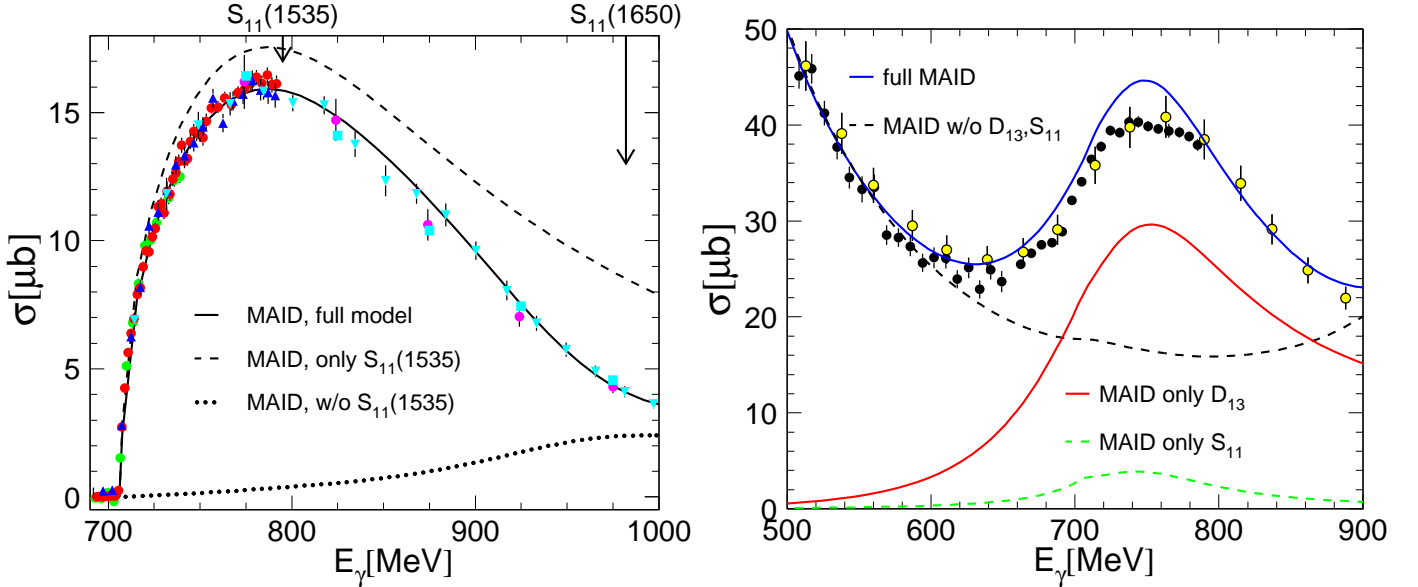 S₁₁(1535) S₁₁(1650)
σ[μb]
15
10
5
0
MAID, full model
MAID, only S₁₁(1535)
MAID, w/o S₁₁(1535)
700 800 900 1000
Eγ[MeV]
σ[μb]
50
40
30
20
10
0
full MAID
MAID w/o D₁₃,S₁₁
MAID only D₁₃
MAID only S₁₁
500 600 700 800 900
Eγ[MeV]